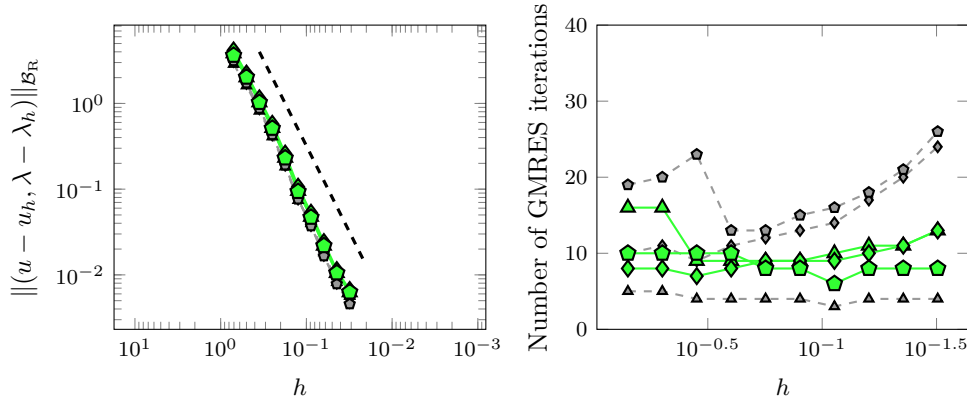 ‖(u − u_h, λ − λ_h)‖_{𝓑_R}
10^0
10^{−1}
10^{−2}
10^1 10^0 10^{−1} 10^{−2} 10^{−3}
h
Number of GMRES iterations
40
30
20
10
0
10^{−0.5} 10^{−1} 10^{−1.5}
h